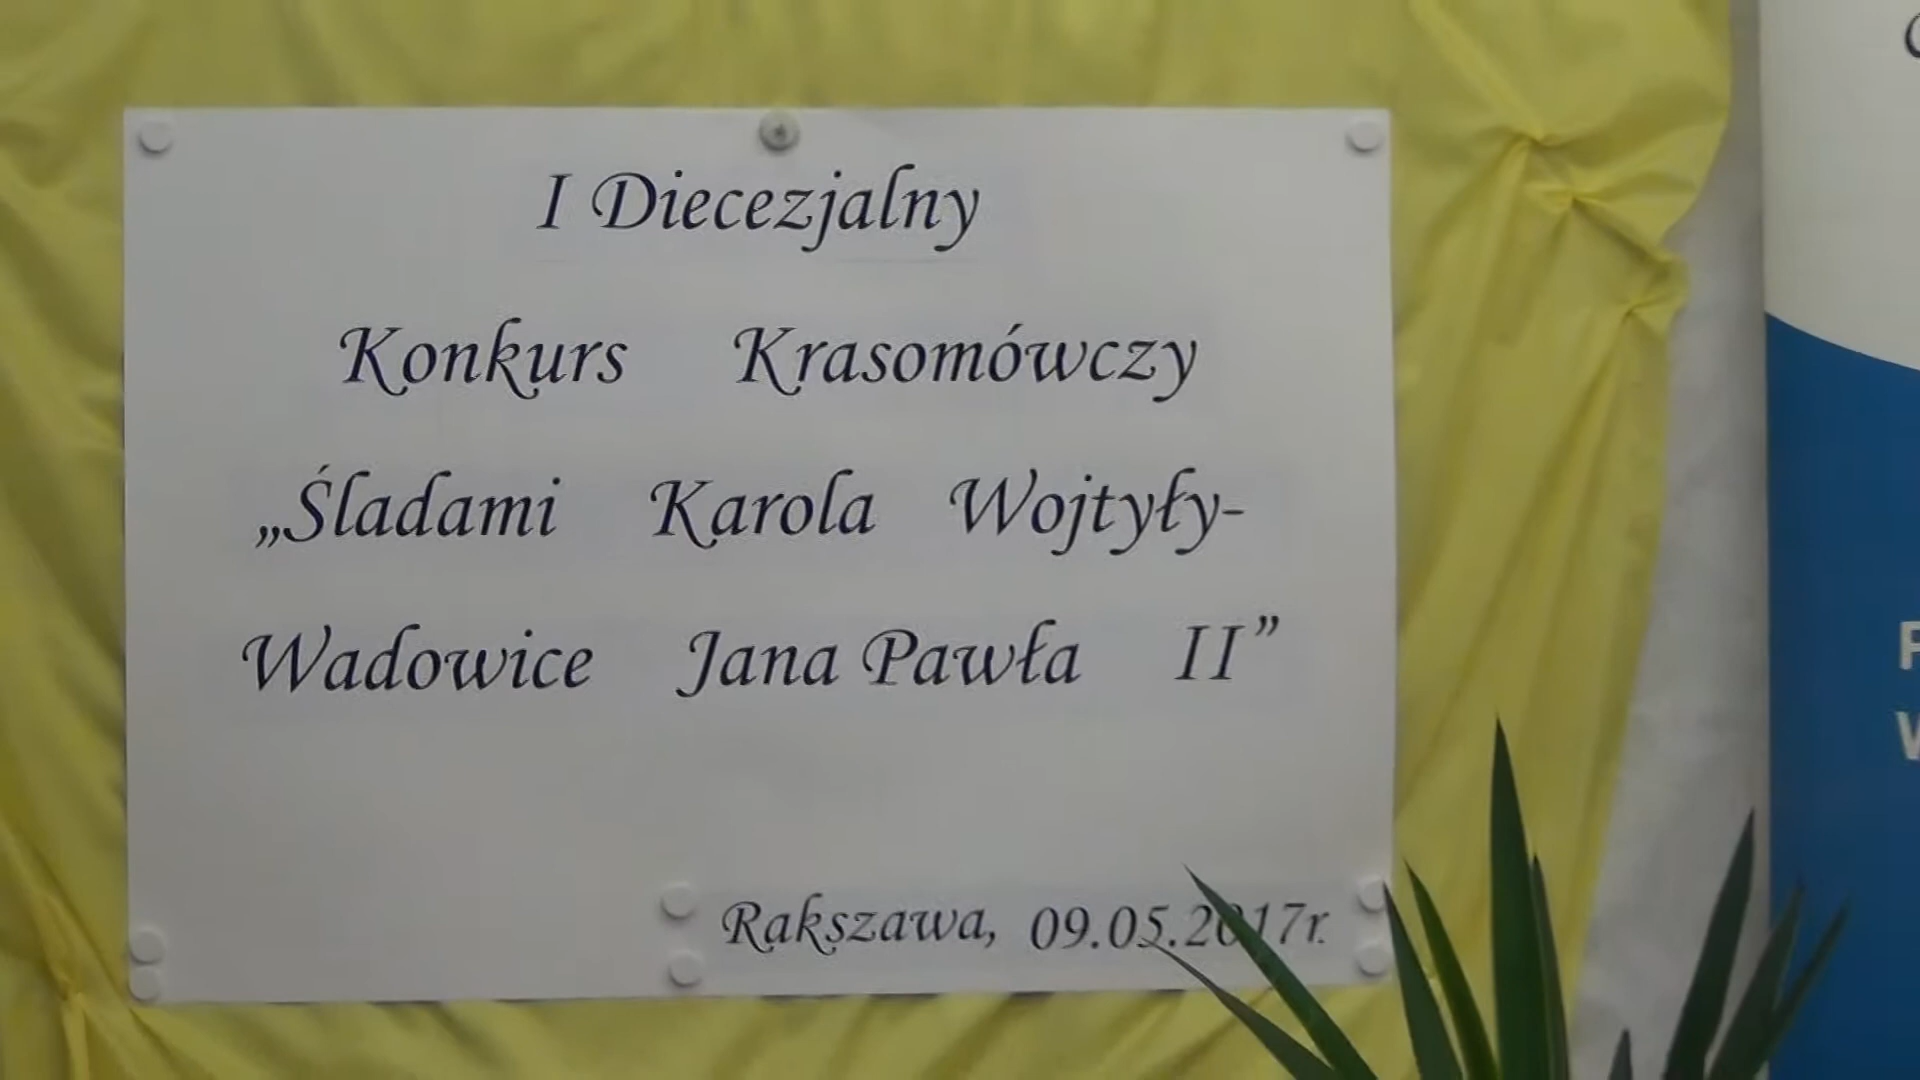 I Diecezjalny
Konkurs Krasomówczy
„Śladami Karola Wojtyły-
Wadowice Jana Pawła II”
Rakszawa, 09.05.2017r.